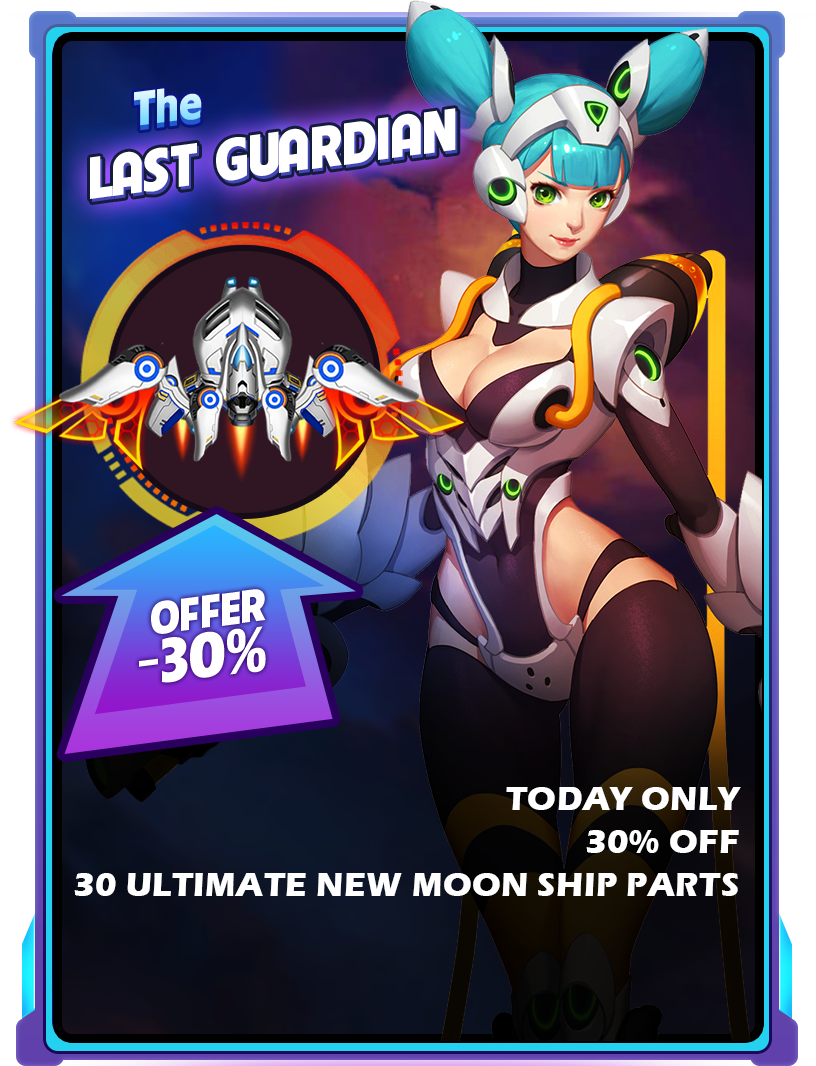 The
LAST GUARDIAN
OFFER
-30%
TODAY ONLY
30% OFF
30 ULTIMATE NEW MOON SHIP PARTS